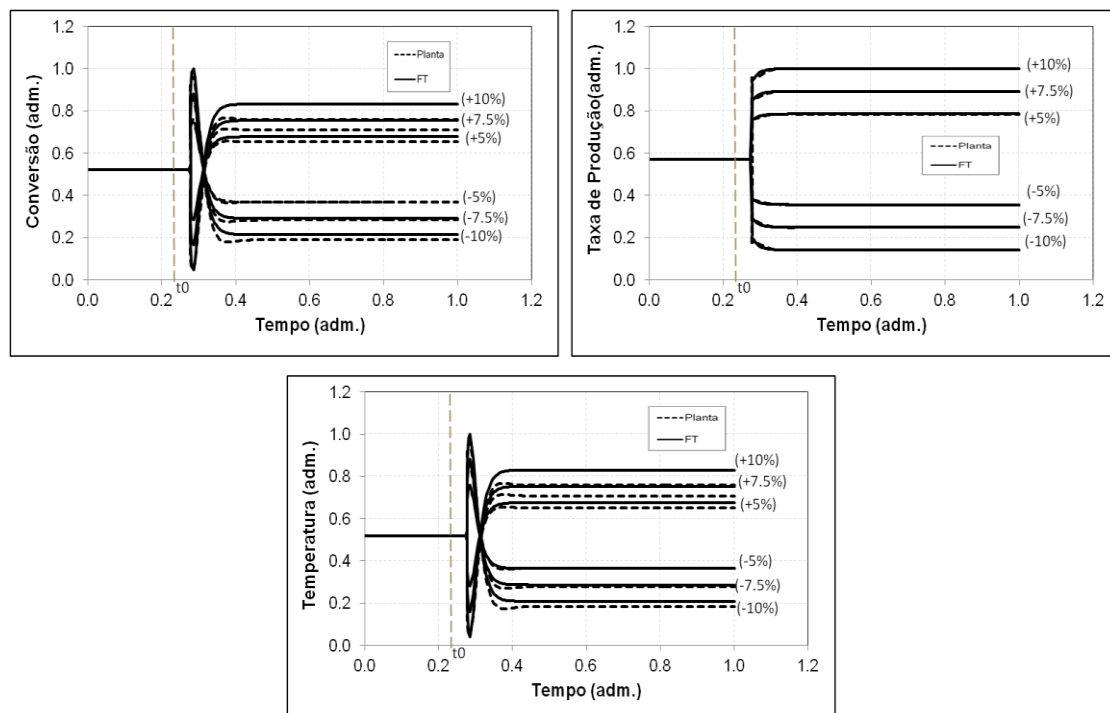 Conversão (adm.)
1.2
1.0
0.8
0.6
0.4
0.2
0.0
Planta
FT
(+10%)
(+7.5%)
(+5%)
(-5%)
(-7.5%)
(-10%)
0.0 0.2 0.4 0.6 0.8 1.0 1.2
t0
Tempo (adm.)
Taxa de Produção(adm.)
1.2
1.0
0.8
0.6
0.4
0.2
0.0
(+10%)
(+7.5%)
(+5%)
Planta
FT
(-5%)
(-7.5%)
(-10%)
0.0 0.2 0.4 0.6 0.8 1.0 1.2
t0
Tempo (adm.)
Temperatura (adm.)
1.2
1.0
0.8
0.6
0.4
0.2
0.0
Planta
FT
(+10%)
(+7.5%)
(+5%)
(-5%)
(-7.5%)
(-10%)
0.0 0.2 0.4 0.6 0.8 1.0 1.2
t0
Tempo (adm.)